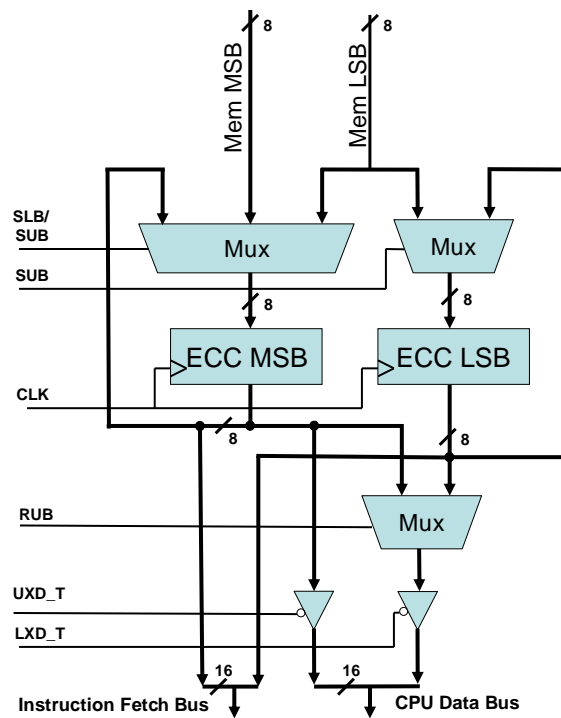 8
8
Mem MSB
Mem LSB
SLB/
SUB
Mux
Mux
SUB
8
8
ECC MSB
ECC LSB
CLK
8
8
RUB
Mux
UXD_T
LXD_T
16
16
Instruction Fetch Bus
CPU Data Bus